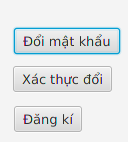 Đổi mật khẩu
Xác thực đổi
Đăng kí